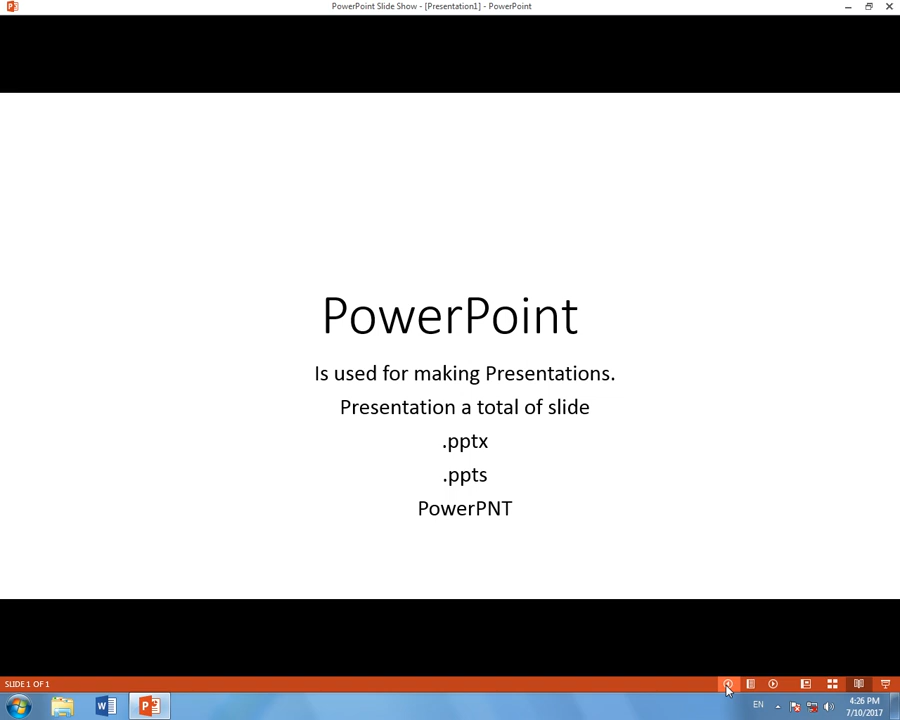 PowerPoint Slide Show - [Presentation1] - PowerPoint
PowerPoint
Is used for making Presentations.
Presentation a total of slide
.pptx
.ppts
PowerPNT
SLIDE 1 OF 1
EN
4:26 PM
7/10/2017